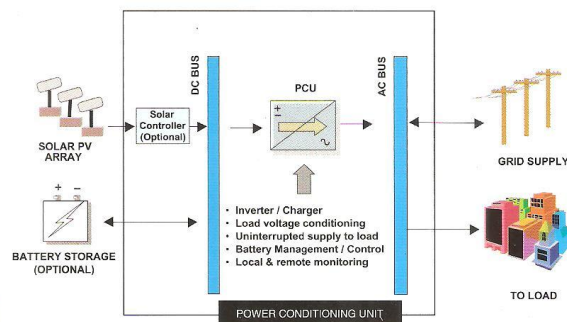 DC BUS
PCU
AC BUS
+
−
~
Solar
Controller
(Optional)
SOLAR PV
ARRAY
GRID SUPPLY
+ −
BATTERY STORAGE
(OPTIONAL)
• Inverter / Charger
• Load voltage conditioning
• Uninterrupted supply to load
• Battery Management / Control
• Local & remote monitoring
TO LOAD
POWER CONDITIONING UNIT